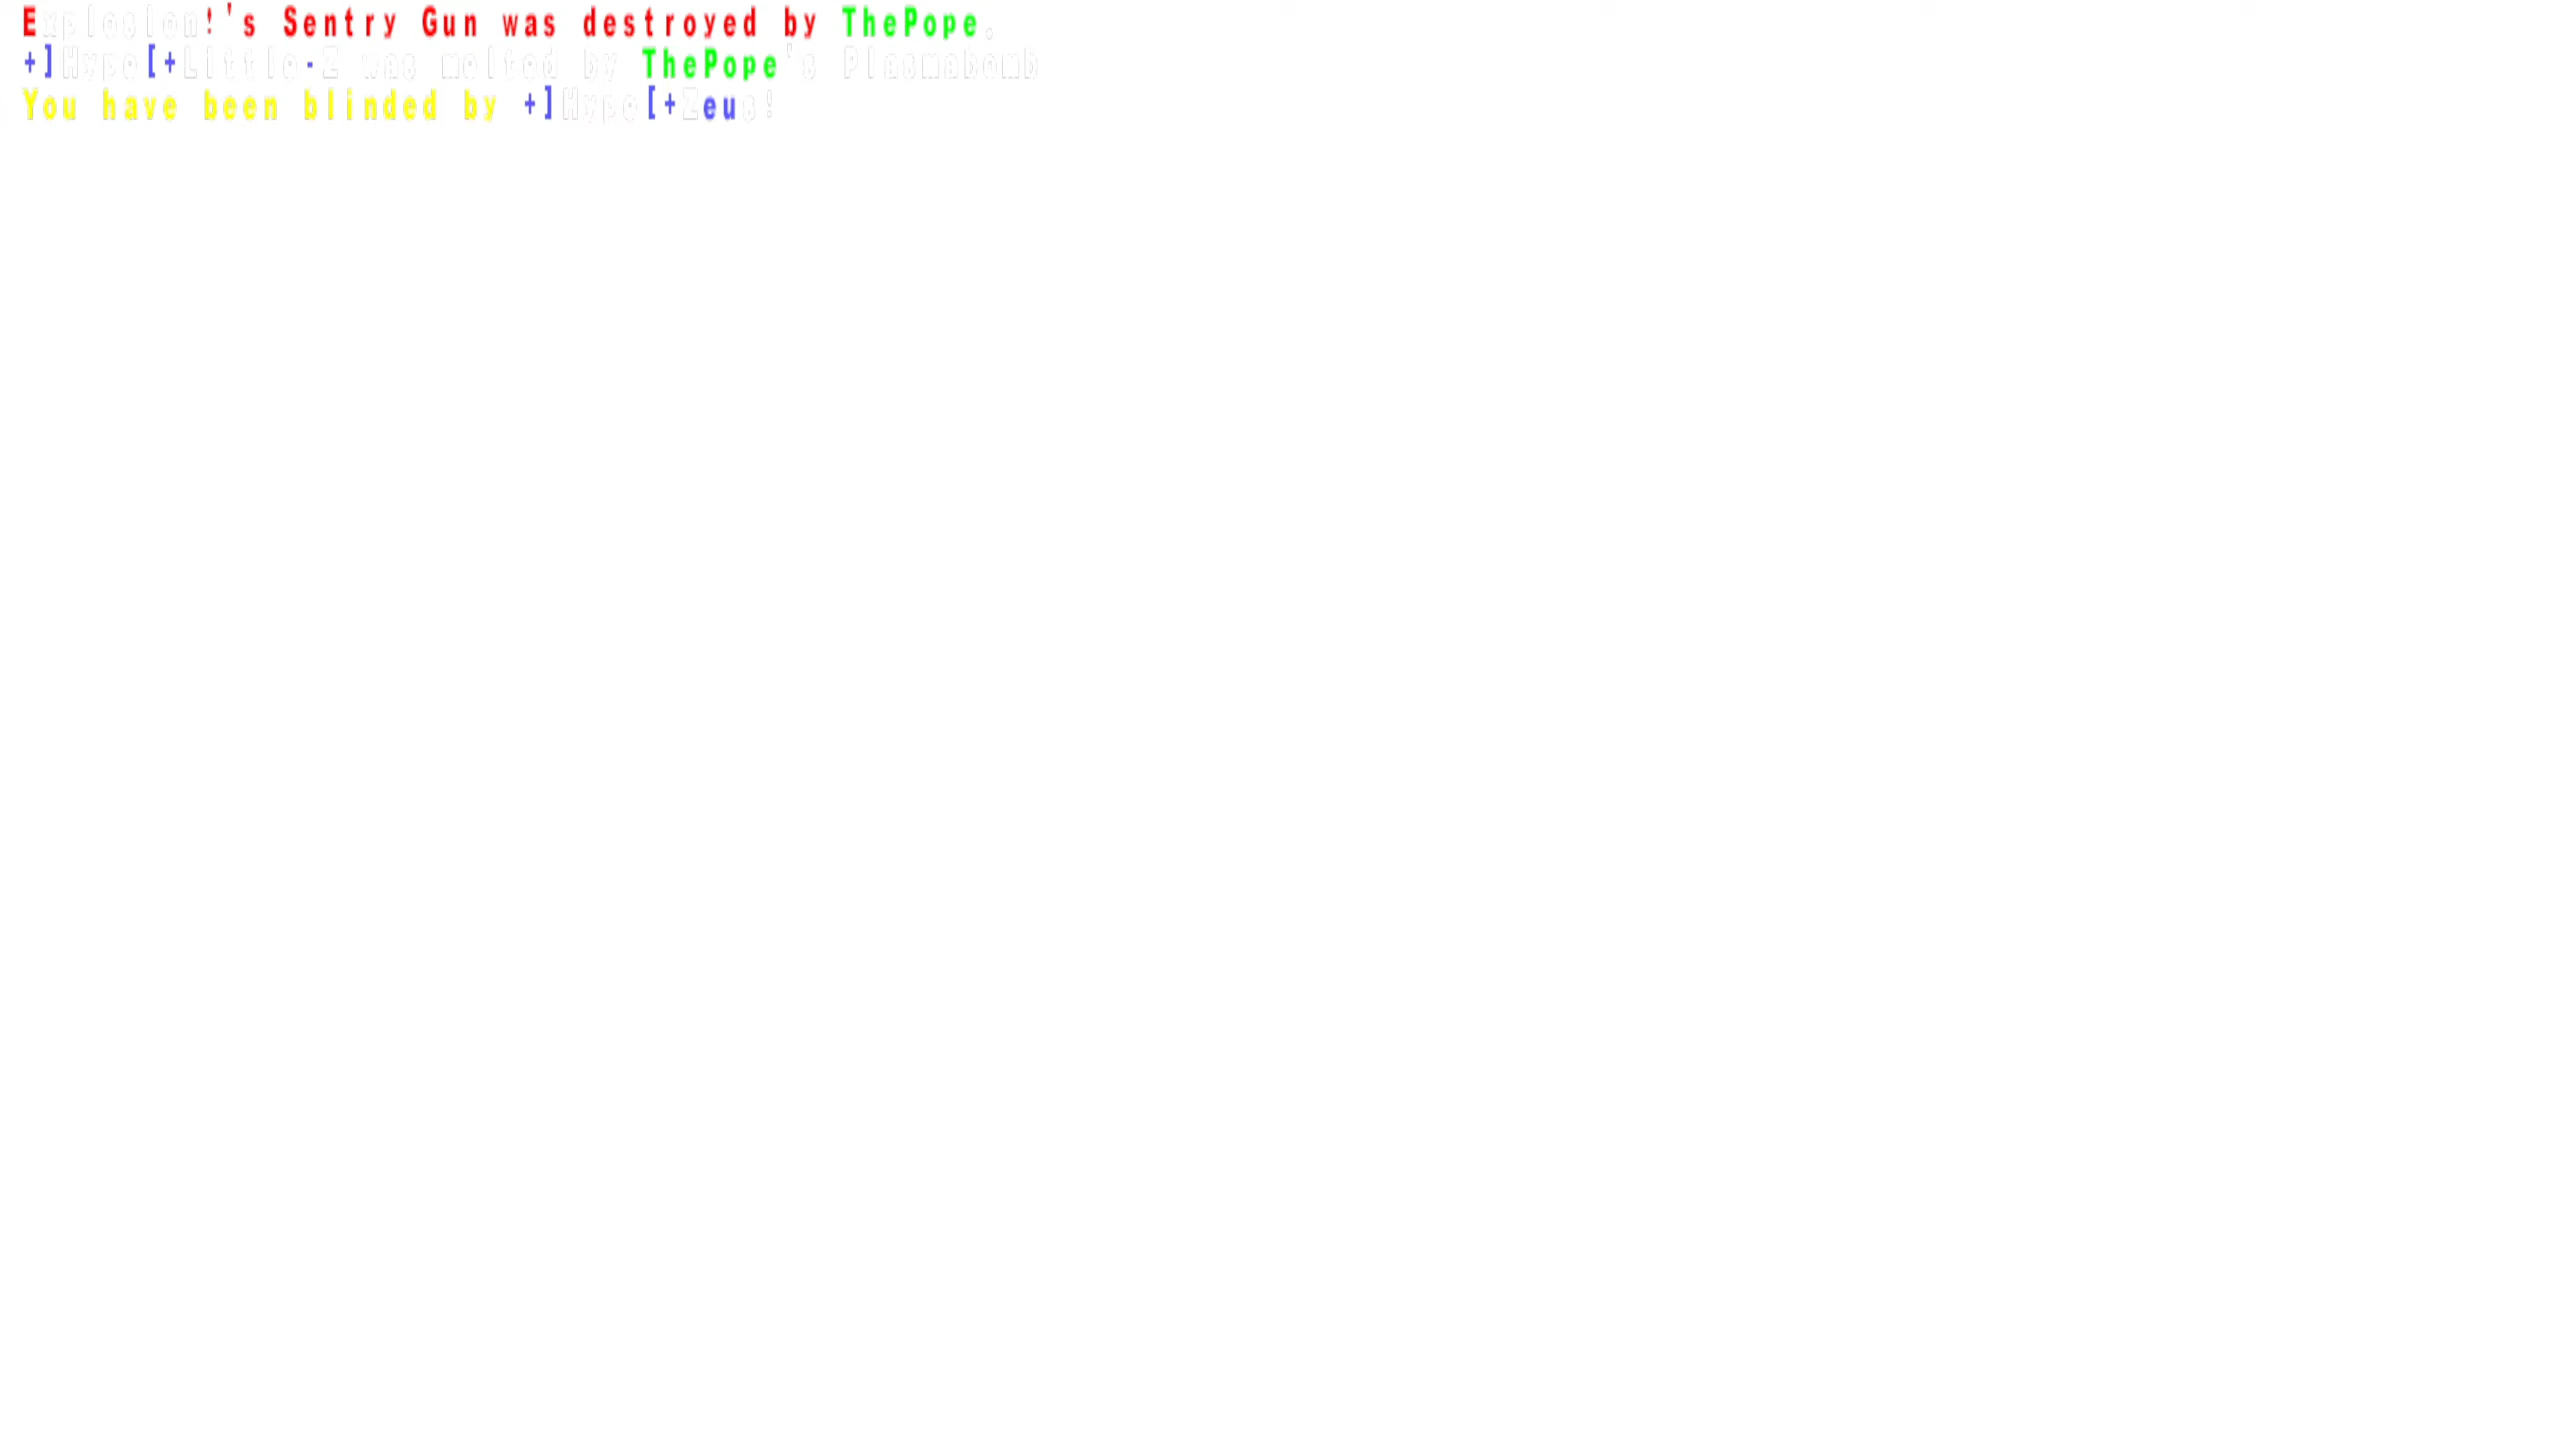 Explosion!'s Sentry Gun was destroyed by ThePope.
+]Hype[+Little-Z was melted by ThePope's Plasmabomb
You have been blinded by +]Hype[+Zeus!